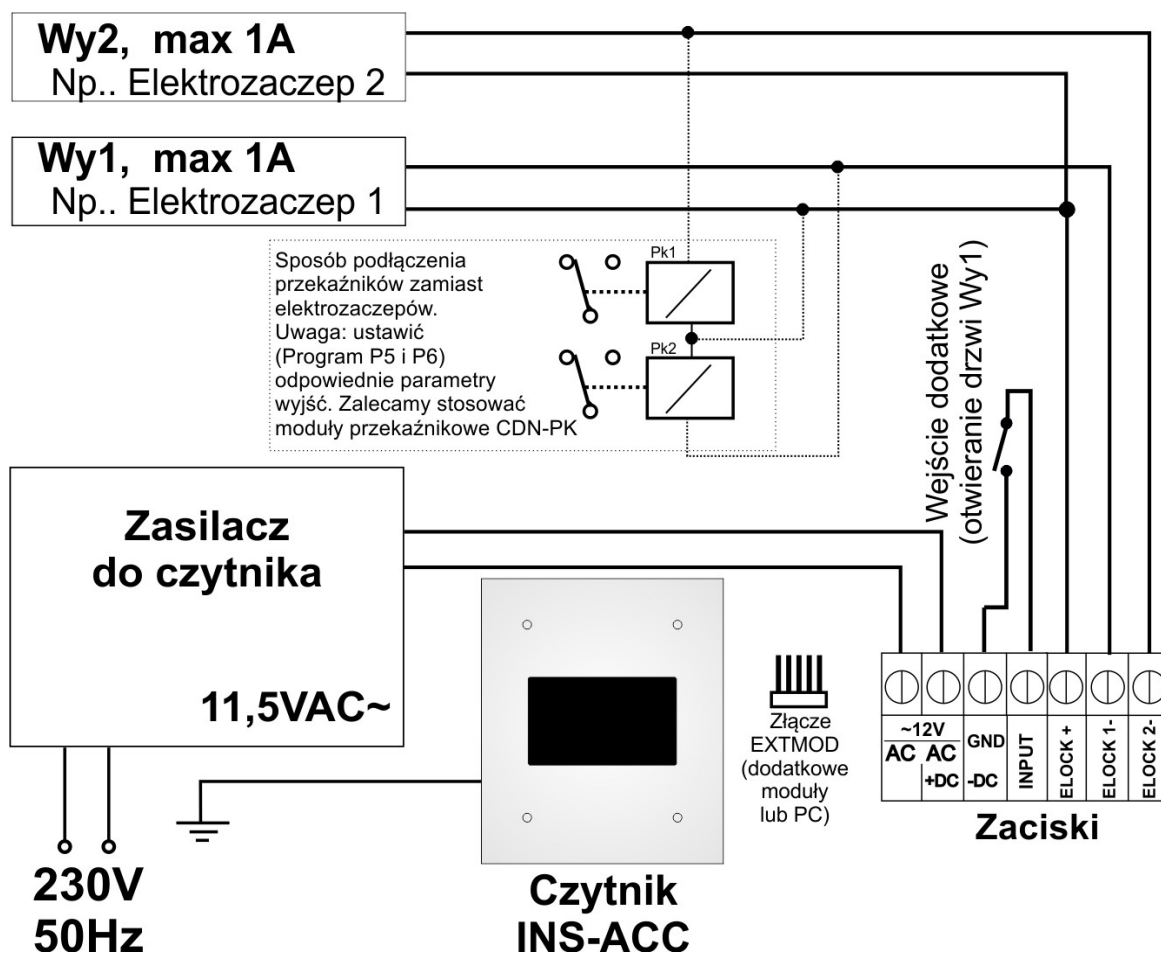 Wy2, max 1A
Np.. Elektrozaczep 2
Wy1, max 1A
Np.. Elektrozaczep 1
Sposób podłączenia
przekaźników zamiast
elektrozaczepów.
Uwaga: ustawić
(Program P5 i P6)
odpowiednie parametry
wyjść. Zalecamy stosować
moduły przekaźnikowe CDN-PK
Pk1
Pk2
Wejście dodatkowe
(otwieranie drzwi Wy1)
Zasilacz
do czytnika
11,5VAC~
230V
50Hz
Czytnik
INS-ACC
Złącze
EXTMOD
(dodatkowe
moduły
lub PC)
~12V
AC AC
+DC
GND
-DC
INPUT
ELOCK +
ELOCK 1-
ELOCK 2-
Zaciski